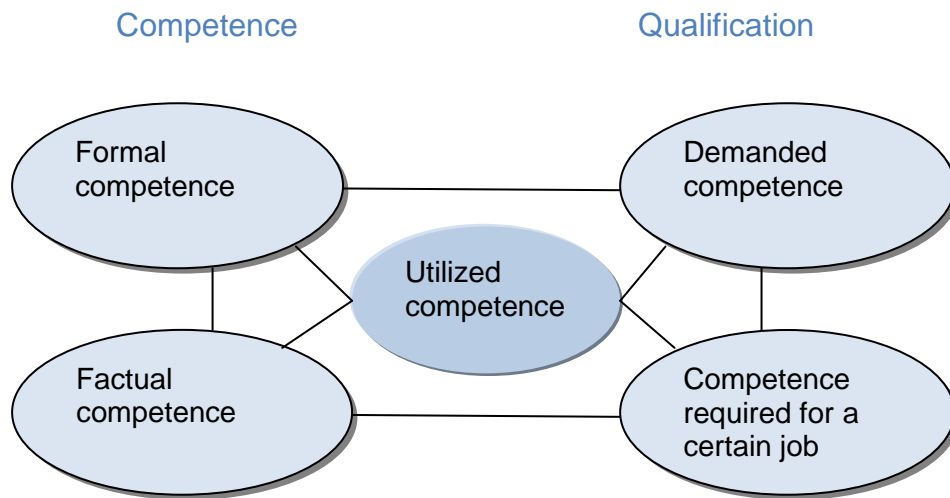 Competence
Qualification
Formal
competence
Demanded
competence
Utilized
competence
Factual
competence
Competence
required for a
certain job